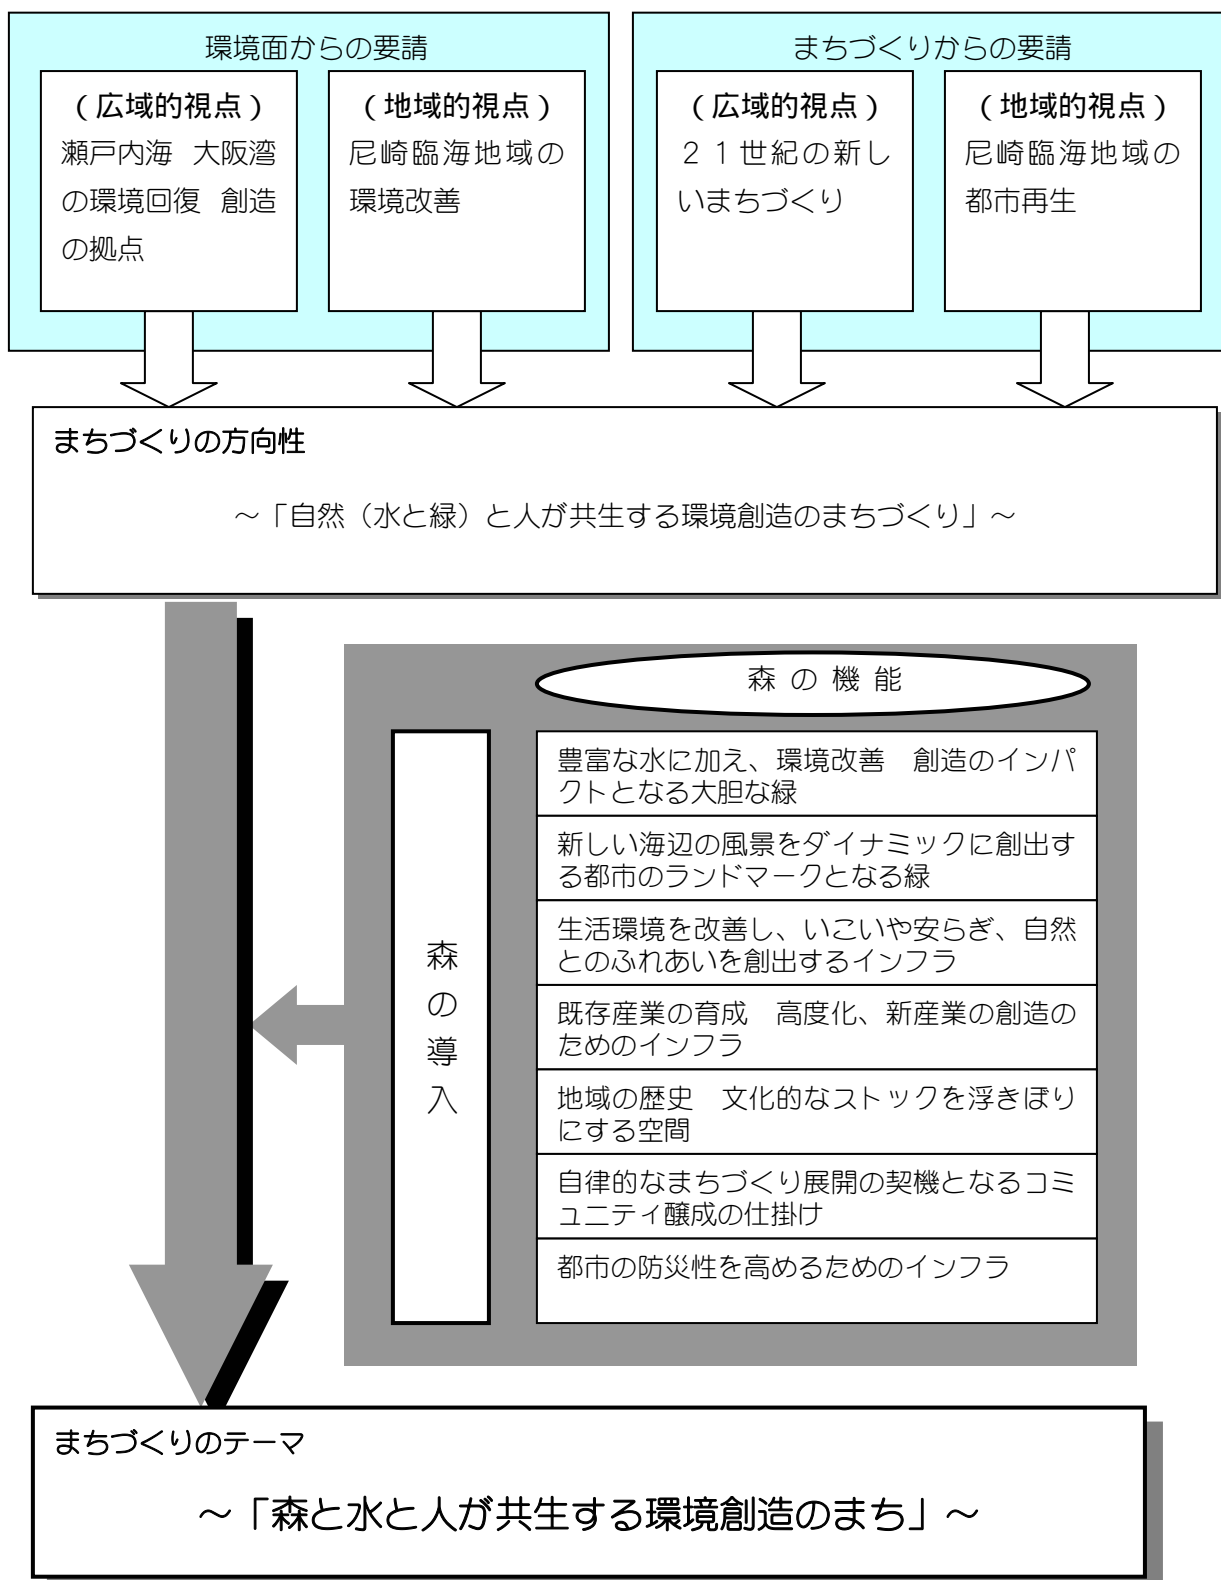 環境面からの要請
(広域的視点)
瀬戸内海 大阪湾
の環境回復 創造
の拠点
(地域的視点)
尼崎臨海地域の
環境改善
まちづくりからの要請
(広域的視点)
21世紀の新し
いまちづくり
(地域的視点)
尼崎臨海地域の
都市再生
まちづくりの方向性
~「自然(水と緑)と人が共生する環境創造のまちづくり」~
森の機能
森の導入
豊富な水に加え、環境改善 創造のインパ
クトとなる大胆な緑
新しい海辺の風景をダイナミックに創出す
る都市のランドマークとなる緑
生活環境を改善し、いこいや安らぎ、自然
とのふれあいを創出するインフラ
既存産業の育成 高度化、新産業の創造の
ためのインフラ
地域の歴史 文化的なストックを浮きぼり
にする空間
自律的なまちづくり展開の契機となるコミ
ュニティ醸成の仕掛け
都市の防災性を高めるためのインフラ
まちづくりのテーマ
~「森と水と人が共生する環境創造のまち」~